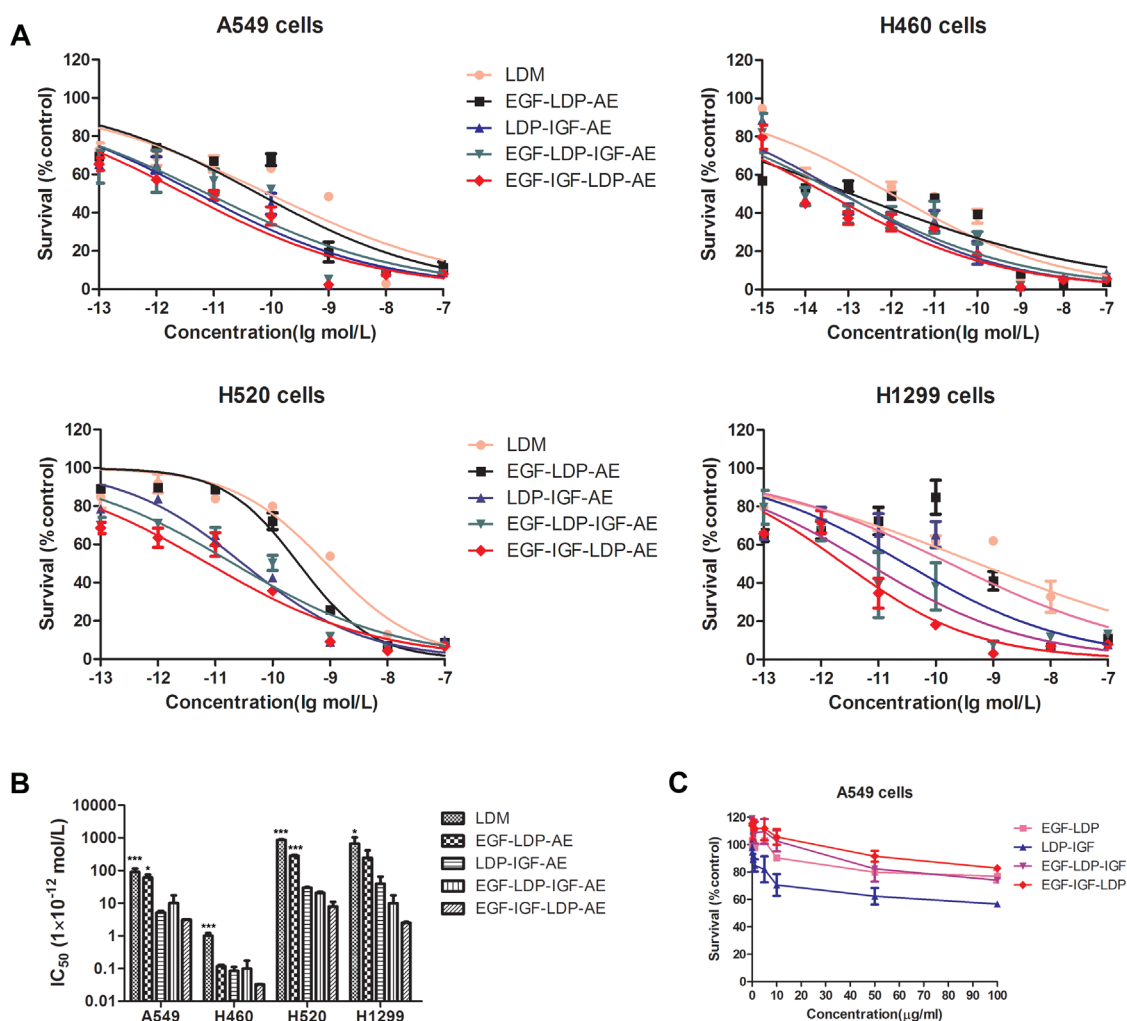 A
A549 cells
Survival (%control)
120
100
80
60
40
20
0
-13 -12 -11 -10 -9 -8 -7
Concentration(lg mol/L)
LDM
EGF-LDP-AE
LDP-IGF-AE
EGF-LDP-IGF-AE
EGF-IGF-LDP-AE
H460 cells
Survival (%control)
120
100
80
60
40
20
0
-15 -14 -13 -12 -11 -10 -9 -8 -7
Concentration(lg mol/L)
H520 cells
Survival (%control)
120
100
80
60
40
20
0
-13 -12 -11 -10 -9 -8 -7
Concentration(lg mol/L)
LDM
EGF-LDP-AE
LDP-IGF-AE
EGF-LDP-IGF-AE
EGF-IGF-LDP-AE
H1299 cells
Survival (%control)
120
100
80
60
40
20
0
-13 -12 -11 -10 -9 -8 -7
Concentration(lg mol/L)
B
IC50 (1×10-12 mol/L)
10000
1000
100
10
1
0.1
0.01
*** * *** *** *** *
A549 H460 H520 H1299
LDM
EGF-LDP-AE
LDP-IGF-AE
EGF-LDP-IGF-AE
EGF-IGF-LDP-AE
C
A549 cells
Survival (%control)
120
100
80
60
40
20
0
0 10 20 30 40 50 60 70 80 90 100
Concentration(μg/ml)
EGF-LDP
LDP-IGF
EGF-LDP-IGF
EGF-IGF-LDP